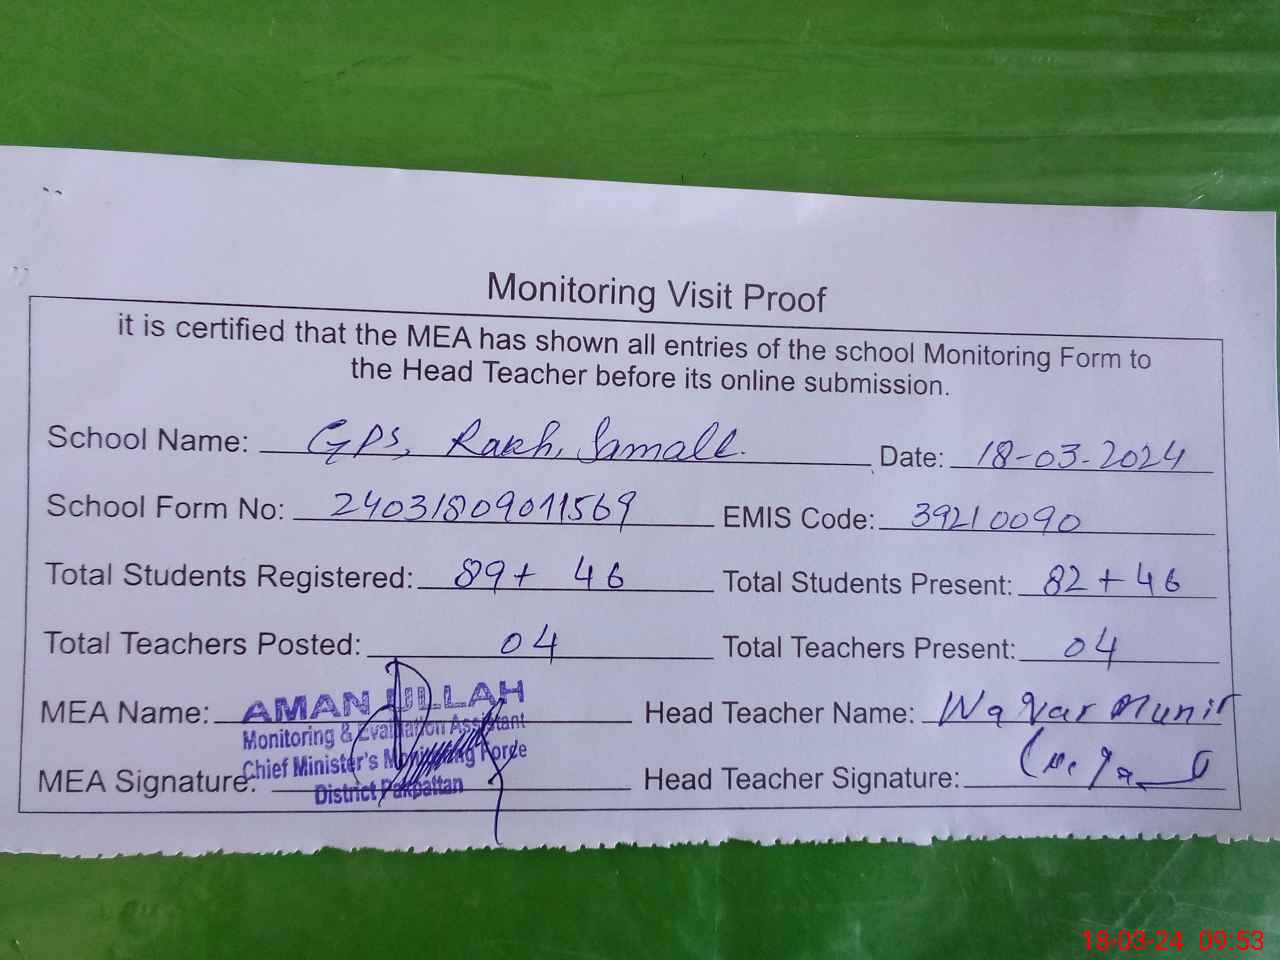 Monitoring Visit Proof
it is certified that the MEA has shown all entries of the school Monitoring Form to
the Head Teacher before its online submission.
School Name: GPS, Rakh, Date: 18-03-2024
School Form No: 24031809011569 EMIS Code: 39210090
Total Students Registered: 89+ 46 Total Students Present: 82+46
Total Teachers Posted: 04 Total Teachers Present: 04
MEA Name: AMAN ULLAH Head Teacher Name: Waqar Munir
Monitoring & Evaluation Assistant
Chief Minister's Monitoring Force
MEA Signature: Head Teacher Signature:
District Pakpattan
18-03-24 09:53